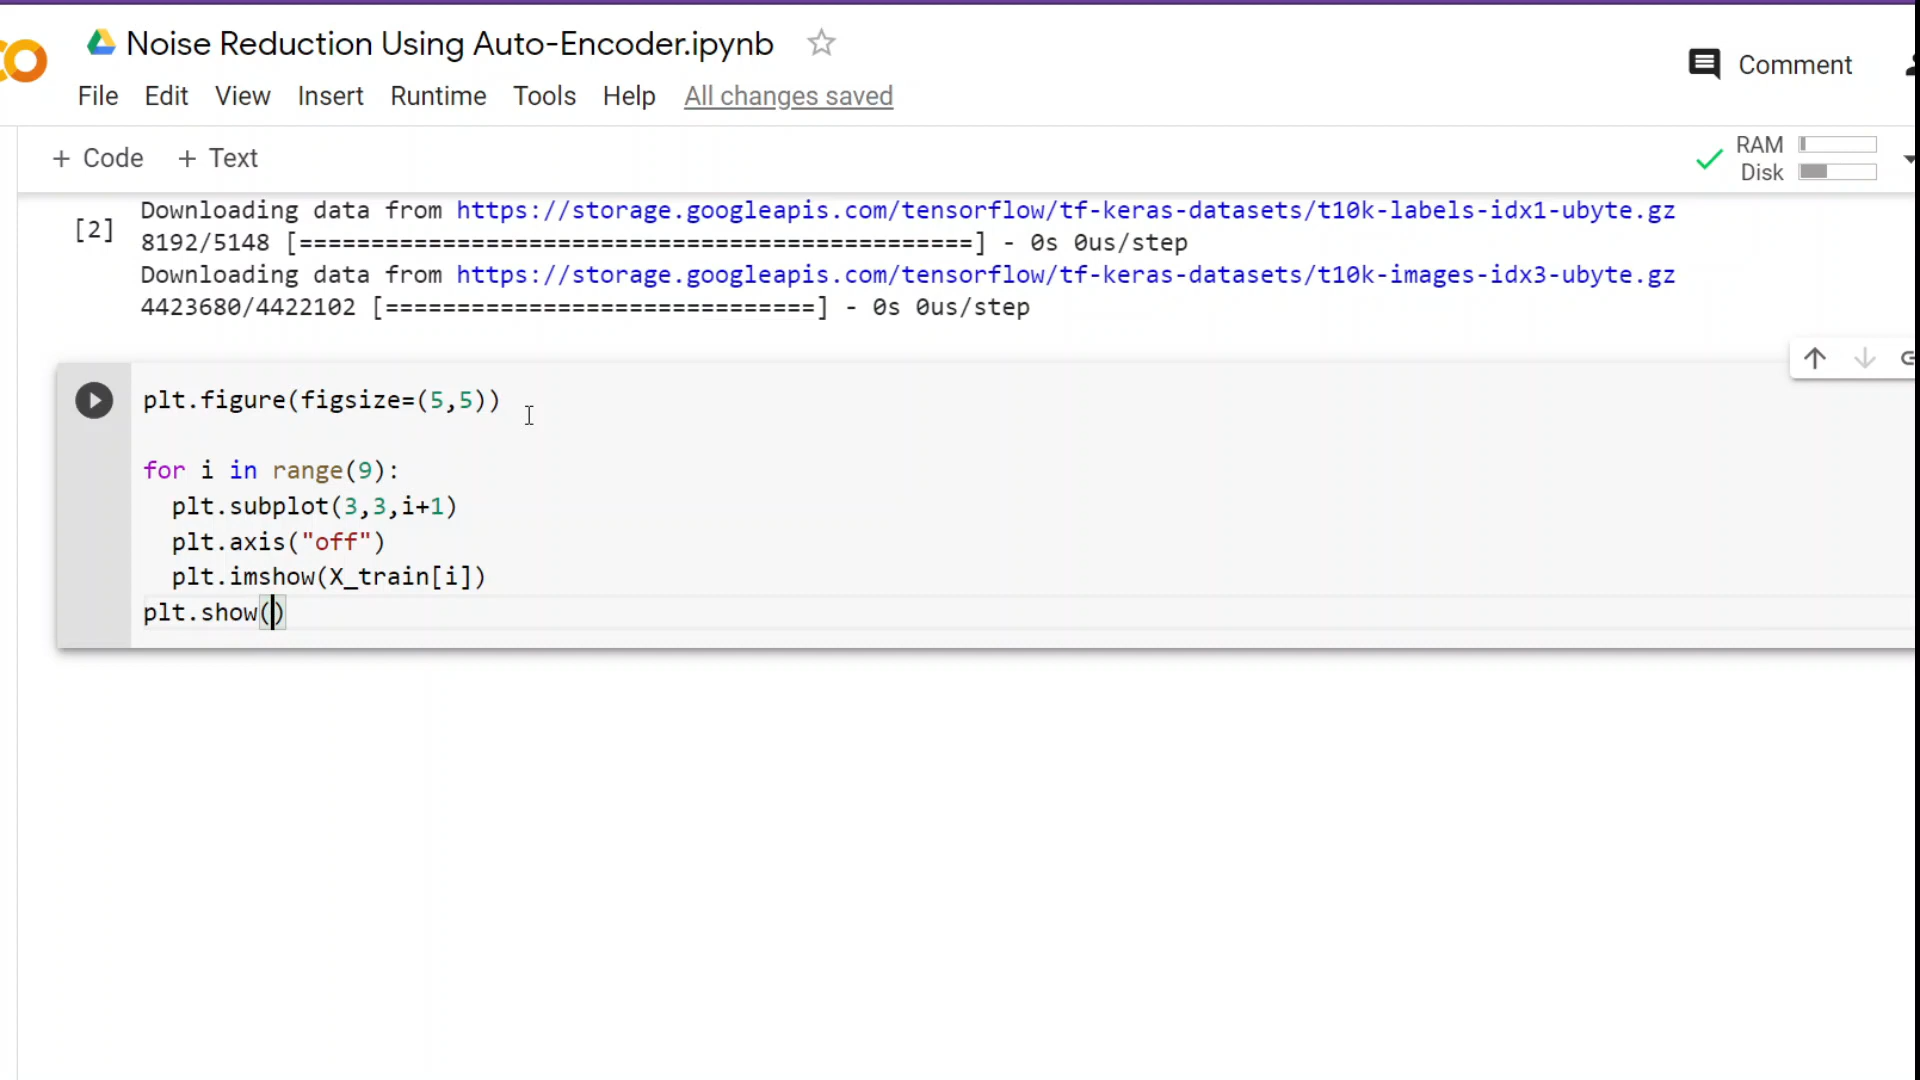 Noise Reduction Using Auto-Encoder.ipynb
Comment
File Edit View Insert Runtime Tools Help All changes saved
+ Code + Text
RAM
Disk
[2]
Downloading data from https://storage.googleapis.com/tensorflow/tf-keras-datasets/t10k-labels-idx1-ubyte.gz
8192/5148 [===============================================] - 0s 0us/step
Downloading data from https://storage.googleapis.com/tensorflow/tf-keras-datasets/t10k-images-idx3-ubyte.gz
4423680/4422102 [==============================] - 0s 0us/step
plt.figure(figsize=(5,5))
for i in range(9):
  plt.subplot(3,3,i+1)
  plt.axis("off")
  plt.imshow(X_train[i])
plt.show()